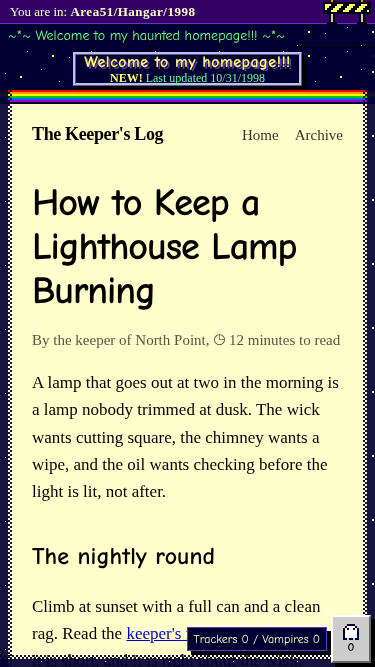 You are in: Area51/Hangar/1998
~*~ Welcome to my haunted homepage!!! ~*~
Welcome to my homepage!!!
NEW! Last updated 10/31/1998
The Keeper's Log
Home Archive
How to Keep a
Lighthouse Lamp
Burning
By the keeper of North Point, 12 minutes to read
A lamp that goes out at two in the morning is
a lamp nobody trimmed at dusk. The wick
wants cutting square, the chimney wants a
wipe, and the oil wants checking before the
light is lit, not after.
The nightly round
Climb at sunset with a full can and a clean
rag. Read the keeper's
Trackers 0 / Vampires 0
0